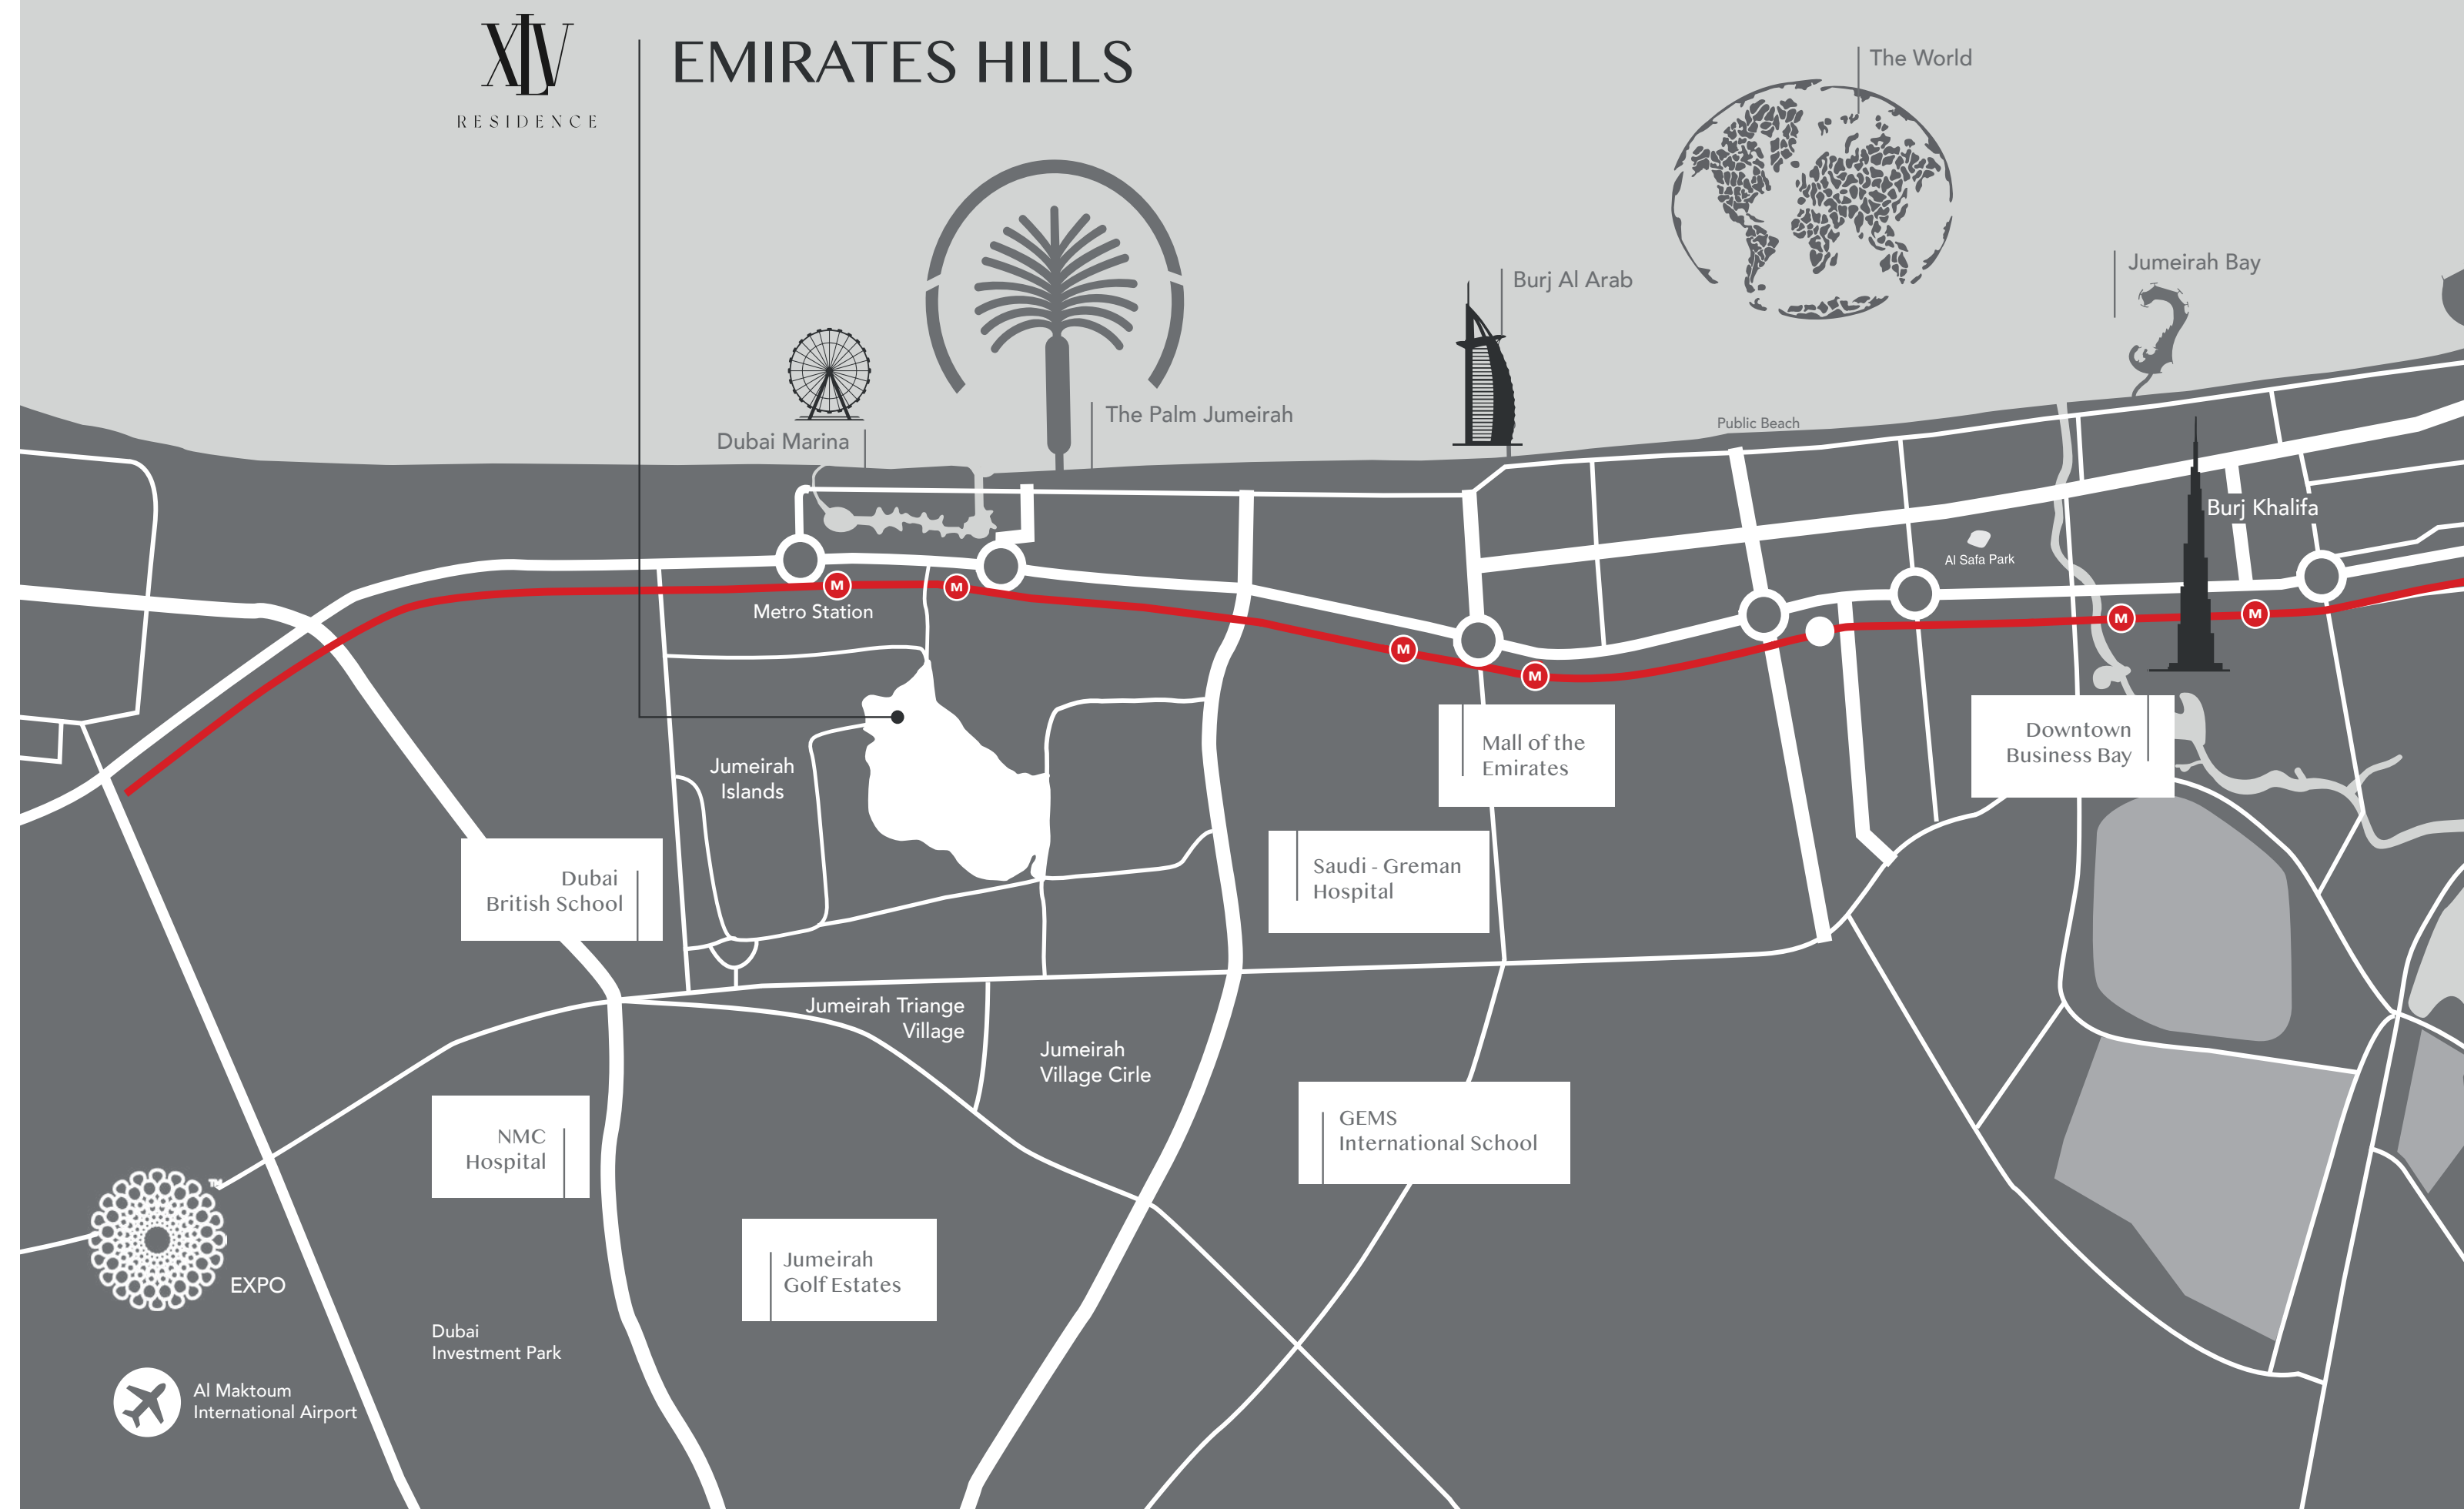 XLV
RESIDENCE
EMIRATES HILLS
The World
Jumeirah Bay
Burj Al Arab
The Palm Jumeirah
Public Beach
Dubai Marina
Burj Khalifa
Al Safa Park
M
M
Metro Station
M
M
M
M
Downtown
Business Bay
Mall of the
Emirates
Jumeirah
Islands
Saudi - Greman
Hospital
Dubai
British School
Jumeirah Triange
Village
Jumeirah
Village Cirle
GEMS
International School
NMC
Hospital
TM
EXPO
Jumeirah
Golf Estates
Dubai
Investment Park
Al Maktoum
International Airport